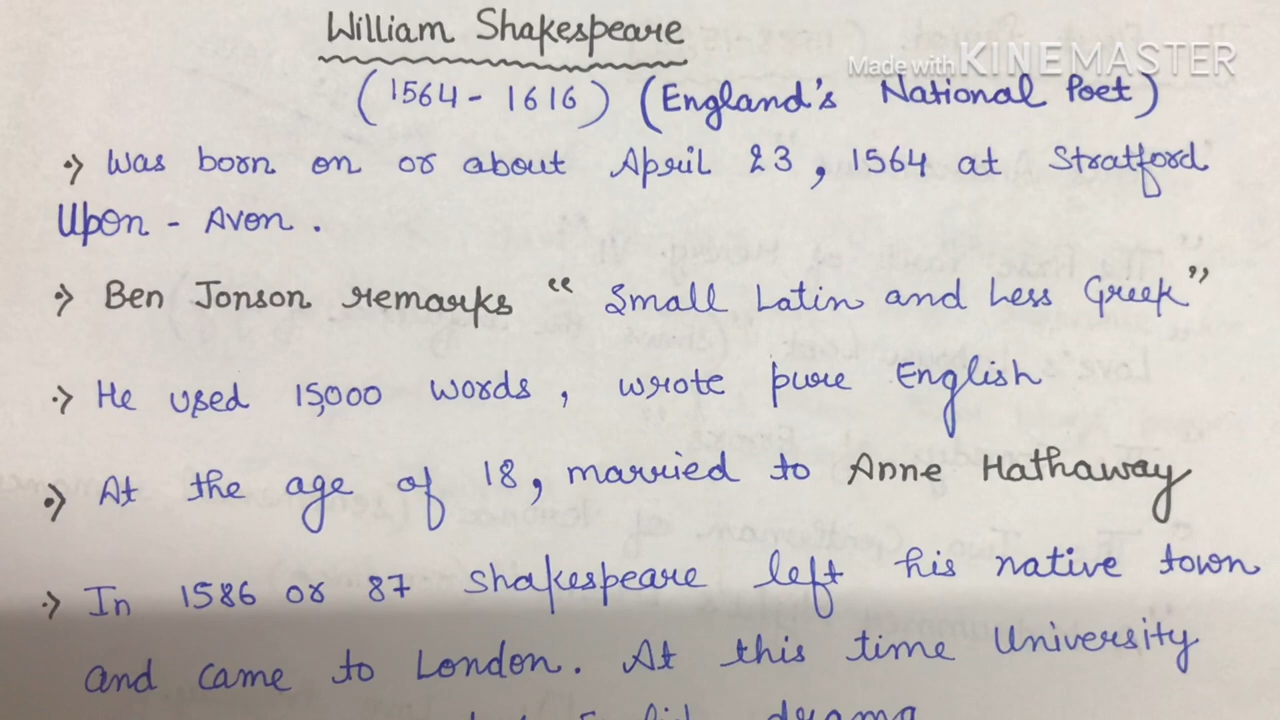 William Shakespeare
Made with KINEMASTER
(1564 - 1616) (England's National Poet)
·> Was born on or about April 23, 1564 at Stratford
Upon - Avon.
·> Ben Jonson remarks “ Small Latin and Less Greek”
·> He used 15,000 words, wrote pure English
·> At the age of 18, married to Anne Hathaway
·> In 1586 or 87 Shakespeare left his native town
and came to London. At this time University
drama